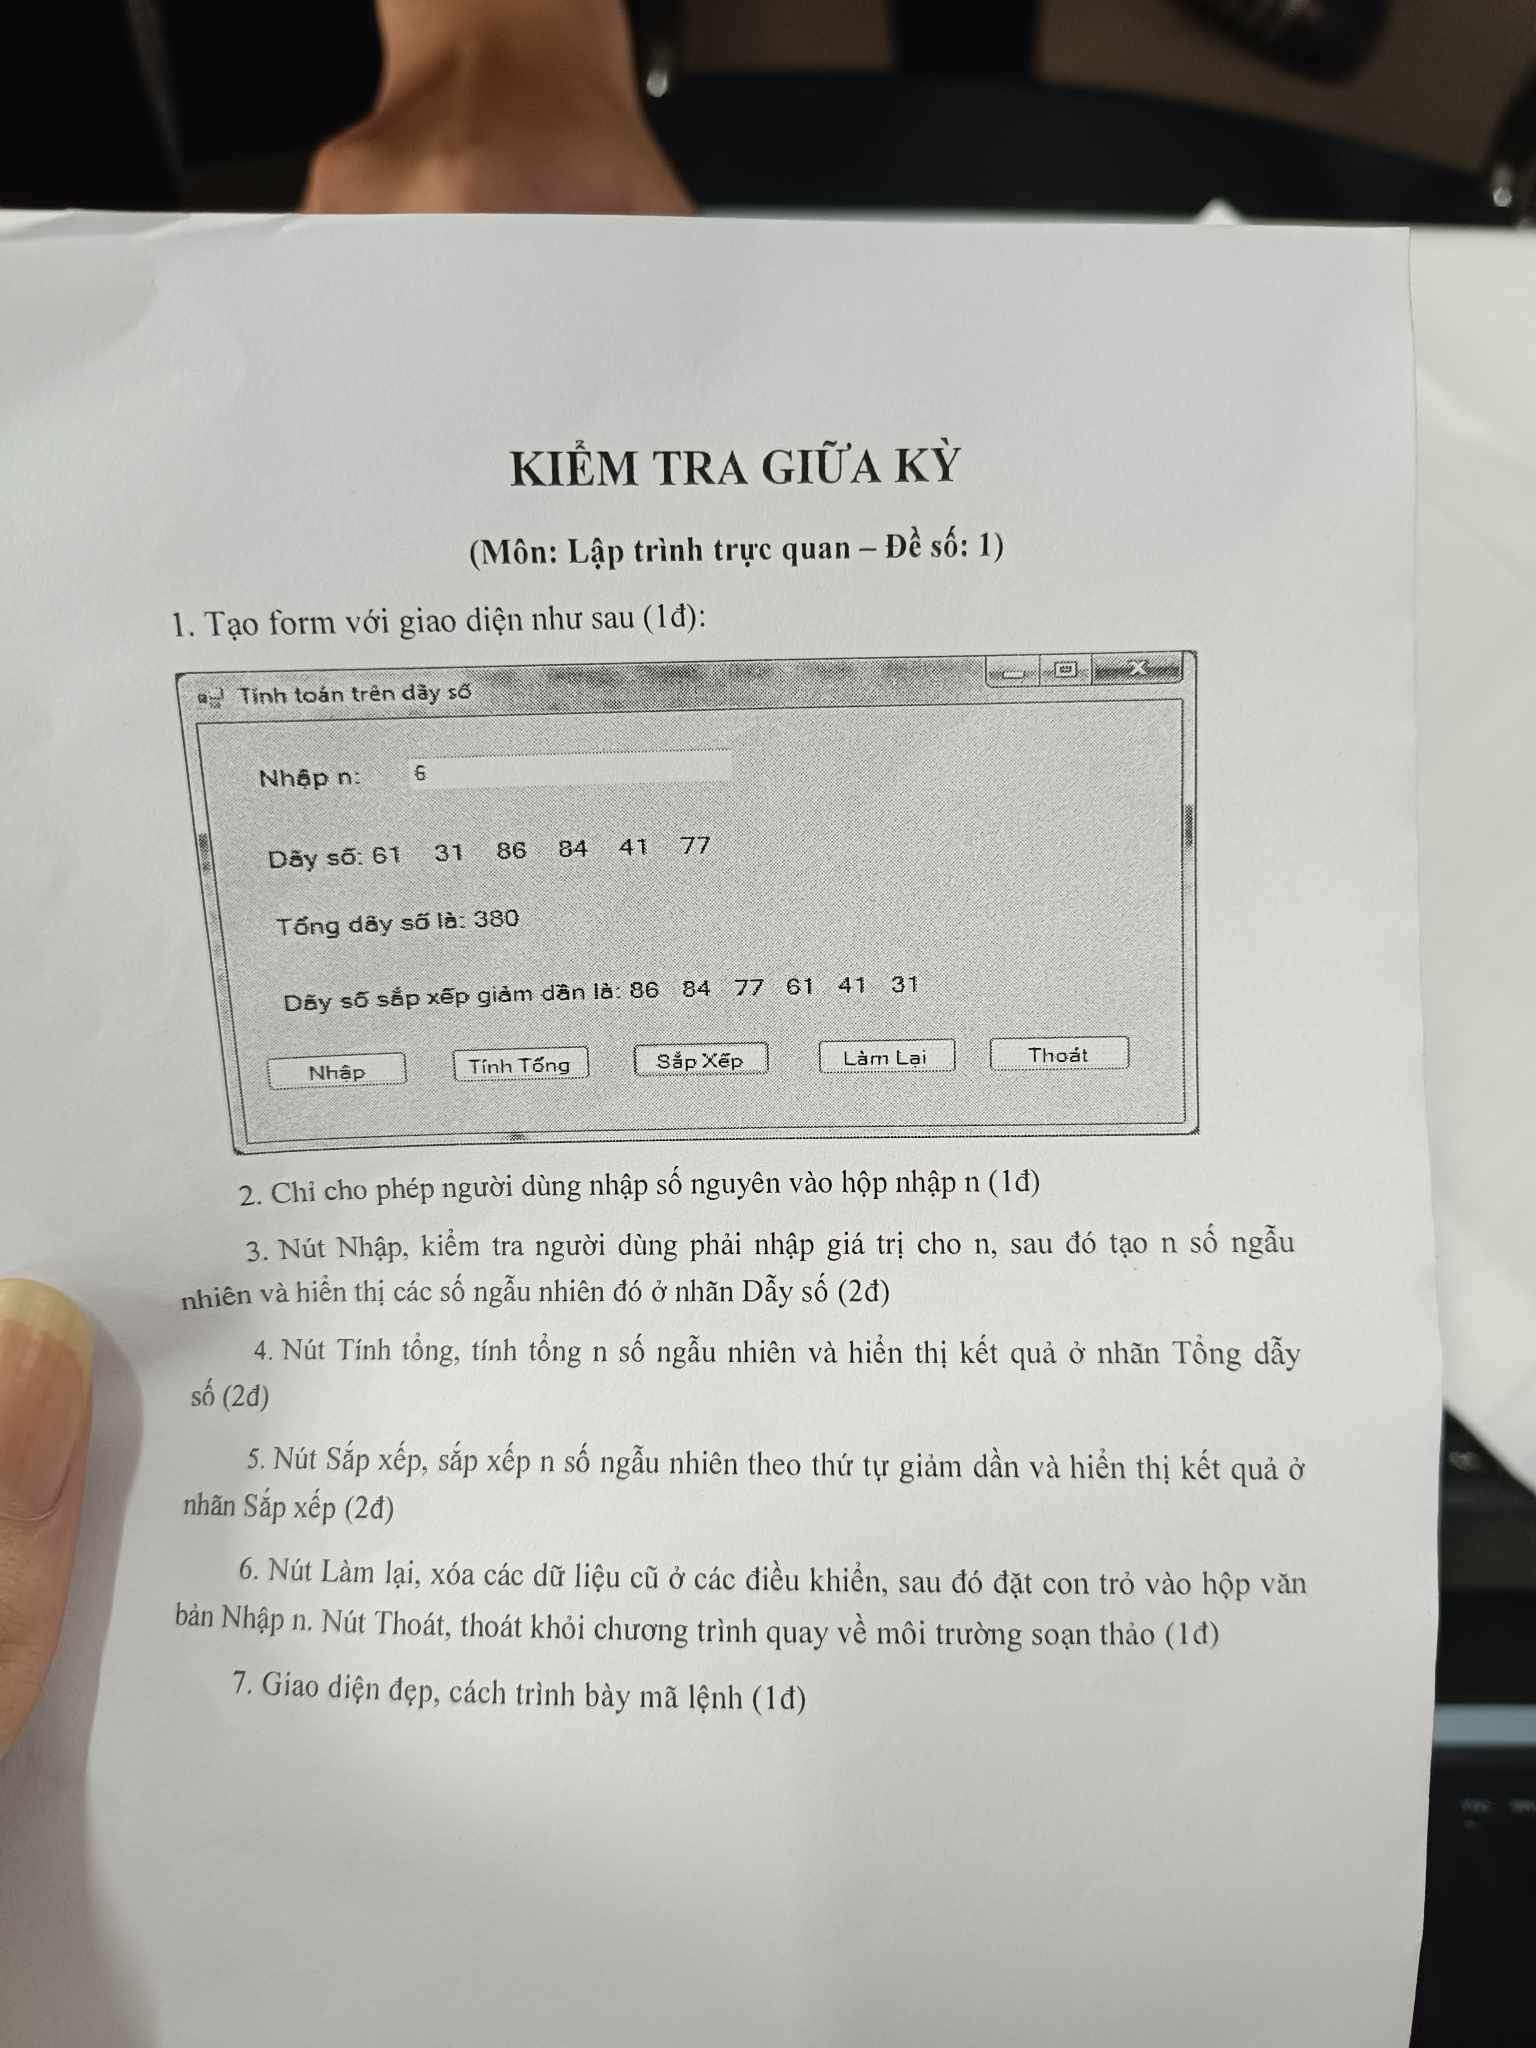 KIỂM TRA GIỮA KỲ
(Môn: Lập trình trực quan – Đề số: 1)
1. Tạo form với giao diện như sau (1đ):
Tính toán trên dãy số
Nhập n: 6
Dãy số: 61 31 86 84 41 77
Tổng dãy số là: 380
Dãy số sắp xếp giảm dần là: 86 84 77 61 41 31
Nhập Tính Tổng Sắp Xếp Làm Lại Thoát
2. Chỉ cho phép người dùng nhập số nguyên vào hộp nhập n (1đ)
3. Nút Nhập, kiểm tra người dùng phải nhập giá trị cho n, sau đó tạo n số ngẫu
nhiên và hiển thị các số ngẫu nhiên đó ở nhãn Dẫy số (2đ)
4. Nút Tính tổng, tính tổng n số ngẫu nhiên và hiển thị kết quả ở nhãn Tổng dẫy
số (2đ)
5. Nút Sắp xếp, sắp xếp n số ngẫu nhiên theo thứ tự giảm dần và hiển thị kết quả ở
nhãn Sắp xếp (2đ)
6. Nút Làm lại, xóa các dữ liệu cũ ở các điều khiển, sau đó đặt con trỏ vào hộp văn
bản Nhập n. Nút Thoát, thoát khỏi chương trình quay về môi trường soạn thảo (1đ)
7. Giao diện đẹp, cách trình bày mã lệnh (1đ)